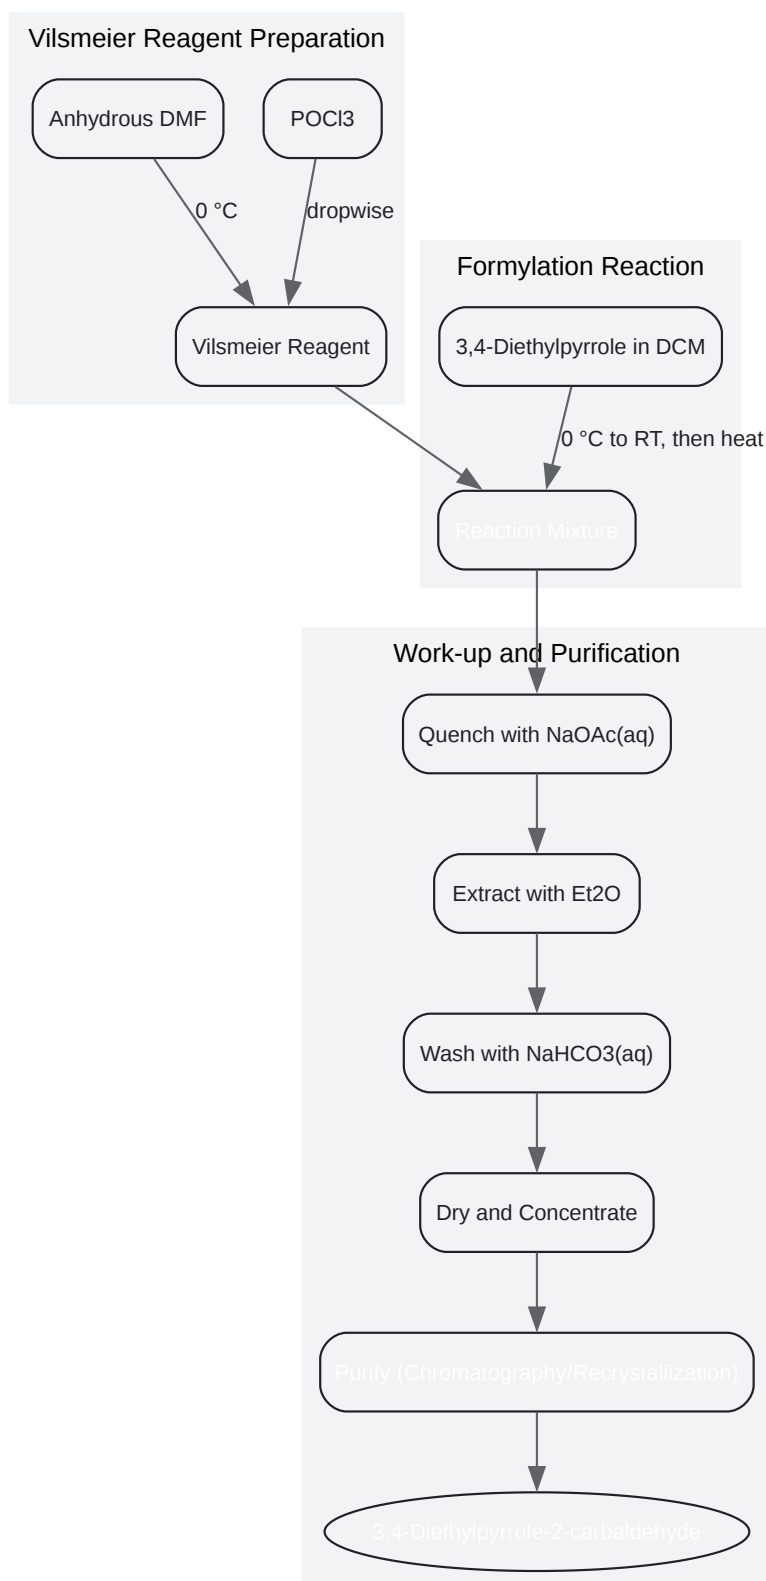 Vilsmeier Reagent Preparation
Anhydrous DMF
POCl3
0 °C
dropwise
Vilsmeier Reagent
Formylation Reaction
3,4-Diethylpyrrole in DCM
0 °C to RT, then heat
Reaction Mixture
Work-up and Purification
Quench with NaOAc(aq)
Extract with Et2O
Wash with NaHCO3(aq)
Dry and Concentrate
Purify (Chromatography/Recrystallization)
3,4-Diethylpyrrole-2-carbaldehyde